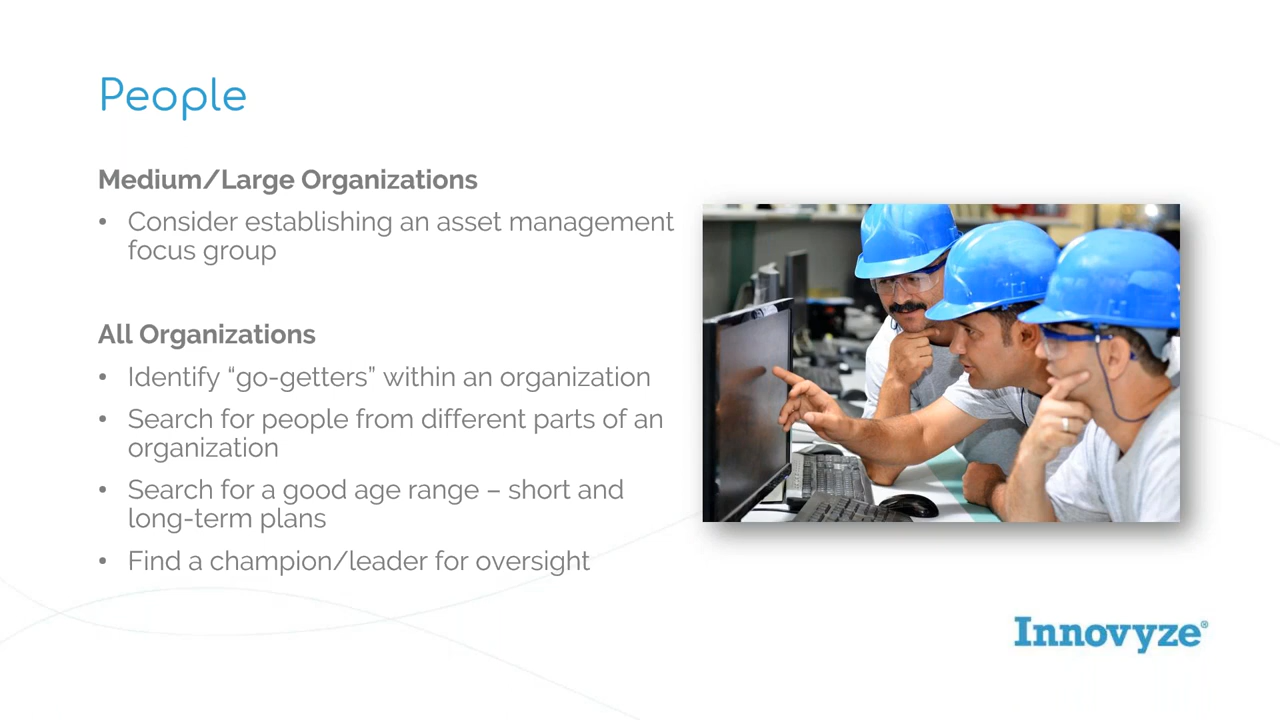 People
Medium/Large Organizations
• Consider establishing an asset management
focus group
All Organizations
• Identify “go-getters” within an organization
• Search for people from different parts of an
organization
• Search for a good age range – short and
long-term plans
• Find a champion/leader for oversight
Innovyze®